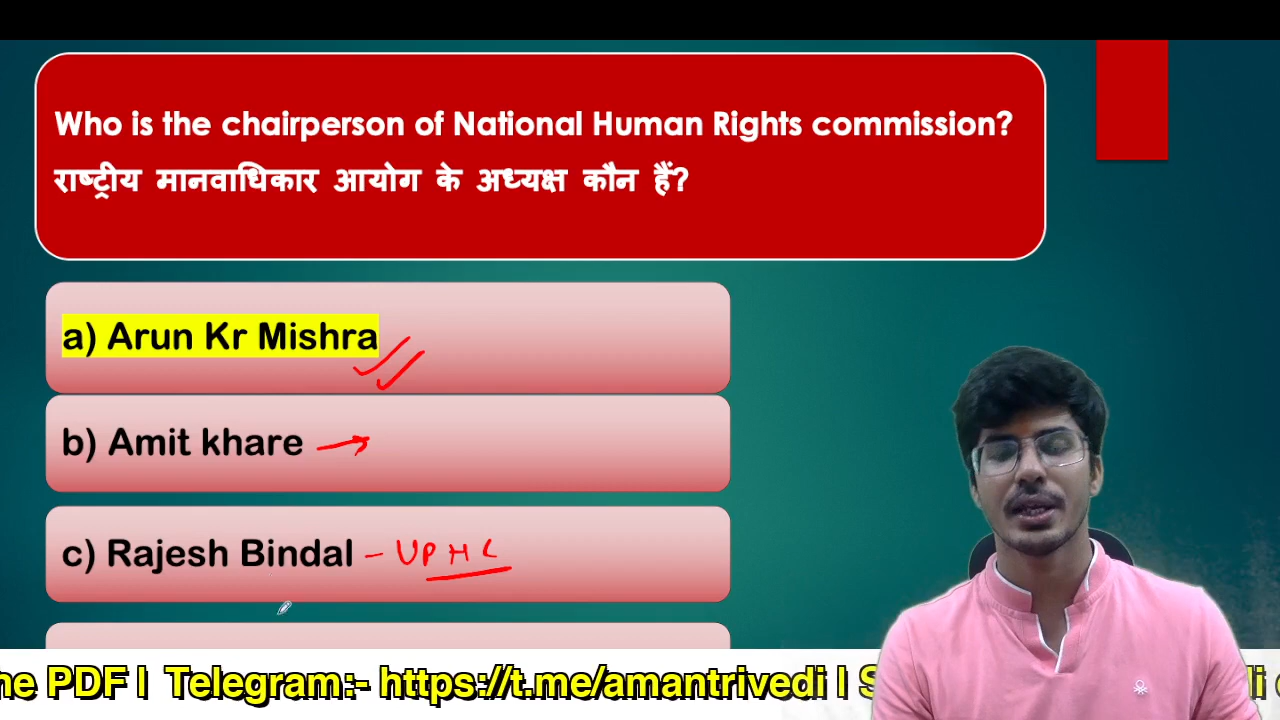 Who is the chairperson of National Human Rights commission?
राष्ट्रीय मानवाधिकार आयोग के अध्यक्ष कौन हैं?
a) Arun Kr Mishra
b) Amit khare
c) Rajesh Bindal – UP H C
he PDF l Telegram:- https://t.me/amantrivedi l S